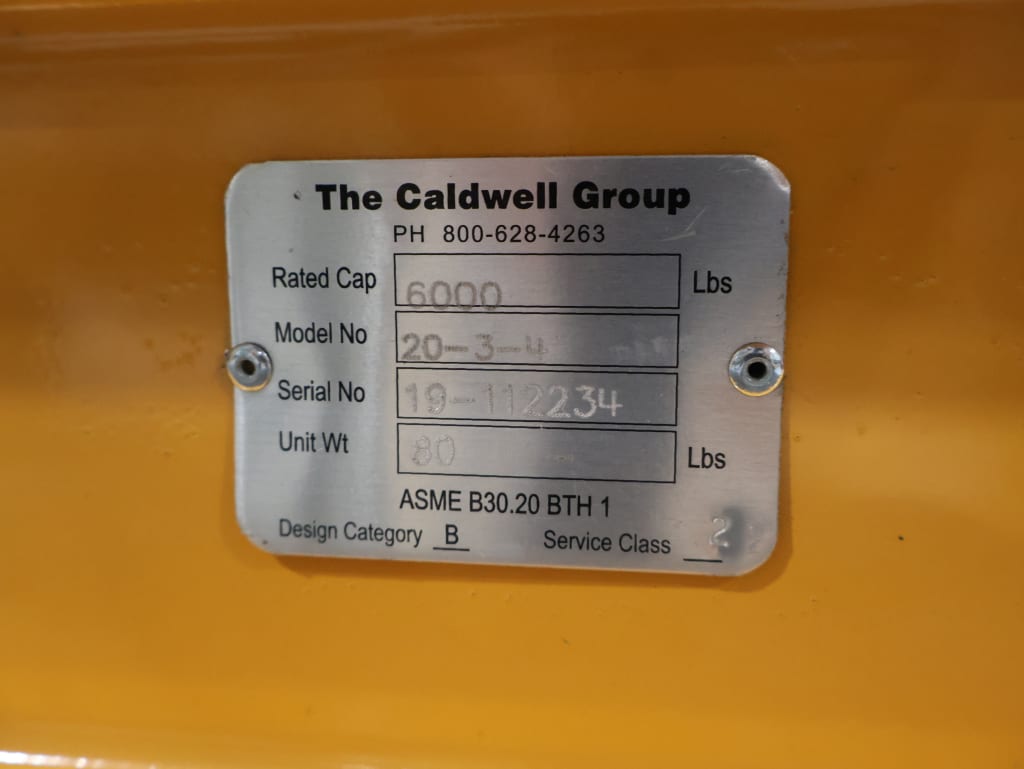 The Caldwell Group
PH 800-628-4263
Rated Cap 6000 Lbs
Model No 20-3-4
Serial No 19-112234
Unit Wt 80 Lbs
ASME B30.20 BTH 1
Design Category B Service Class 2